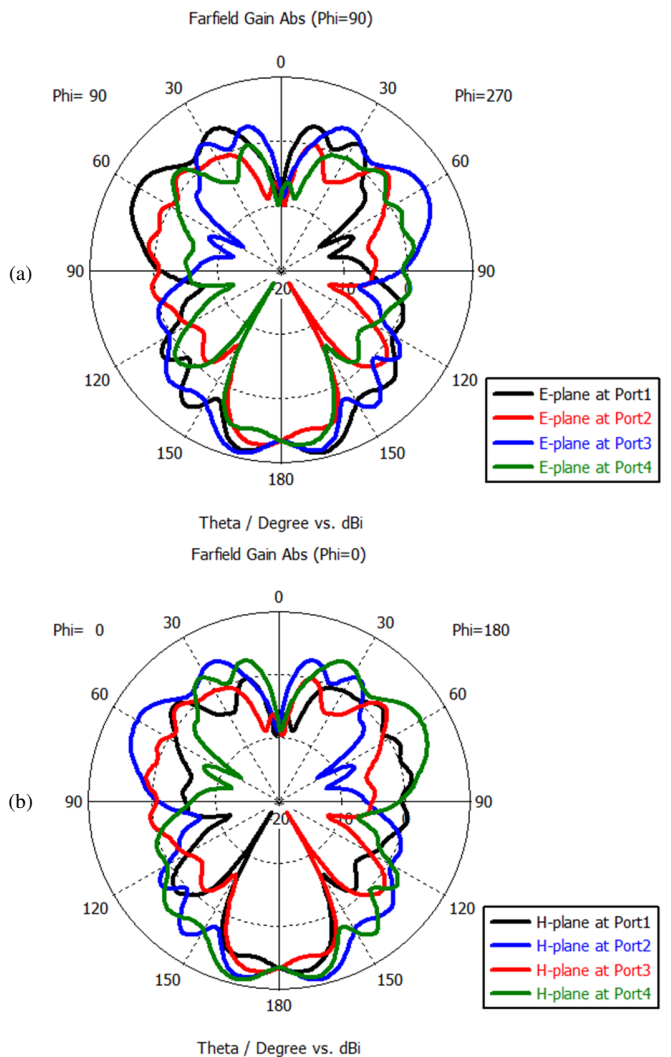 Farfield Gain Abs (Phi=90)
0
30 30
Phi= 90 Phi=270
60 60
(a)
90 -20 -10 90
120 120
E-plane at Port1
E-plane at Port2
E-plane at Port3
E-plane at Port4
150 150
180
Theta / Degree vs. dBi
Farfield Gain Abs (Phi=0)
0
30 30
Phi= 0 Phi=180
60 60
(b)
90 -20 -10 90
120 120
H-plane at Port1
H-plane at Port2
H-plane at Port3
H-plane at Port4
150 150
180
Theta / Degree vs. dBi